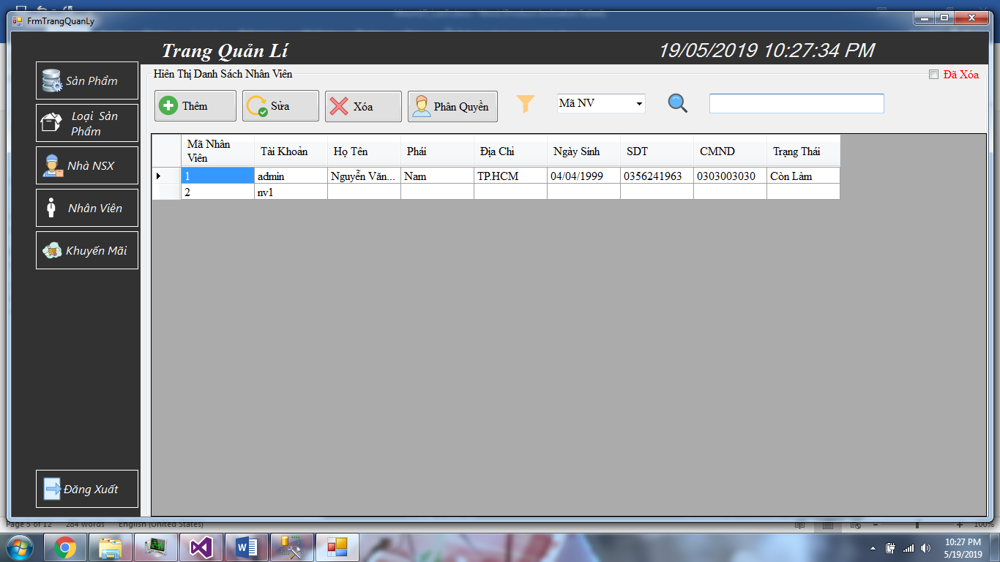 FrmTrangQuanLy
Trang Quản Lí
19/05/2019 10:27:34 PM
Sản Phẩm
Loại Sản
Phẩm
Nhà NSX
Nhân Viên
Khuyến Mãi
Đăng Xuất
Hiên Thị Danh Sách Nhân Viên
Đã Xóa
Thêm
Sửa
Xóa
Phân Quyền
Mã NV
Mã Nhân
Viên
Tài Khoản
Họ Tên
Phái
Địa Chỉ
Ngày Sinh
SDT
CMND
Trạng Thái
1 admin Nguyễn Văn... Nam TP.HCM 04/04/1999 0356241963 0303003030 Còn Làm
2 nv1
Page 5 of 12 284 words English (United States) 100%
10:27 PM
5/19/2019